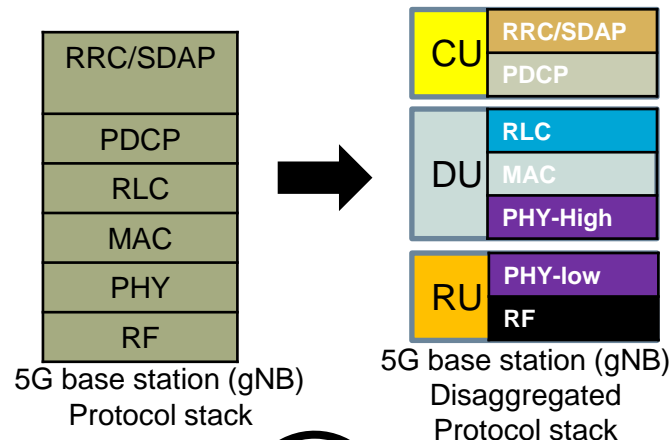 RRC/SDAP
PDCP
RLC
MAC
PHY
RF
5G base station (gNB)
Protocol stack
CU
RRC/SDAP
PDCP
DU
RLC
MAC
PHY-High
RU
PHY-low
RF
5G base station (gNB)
Disaggregated
Protocol stack